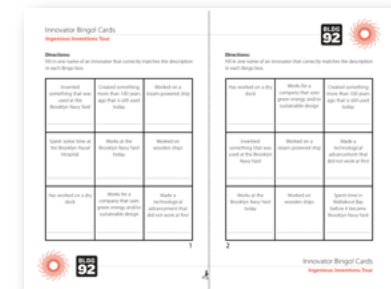 Innovator Bingo! Cards
Ingenious Inventions Tour
Directions:
Fill in one name of an Innovator that correctly matches the description
in each Bingo box.
Invented
something that was
used at the
Brooklyn Navy Yard
Created something
more than 100 years
ago that is still used
today
Worked on a
steam-powered ship
Spent some time at
the Brooklyn Naval
Hospital
Works at the
Brooklyn Navy Yard
today
Worked on
wooden ships
Has worked on a dry
dock
Works for a
company that uses
green energy and/or
sustainable design
Made a
technological
advancement that
did not work at first
1
BLDG
92
BLDG
92
Directions:
Fill in one name of an Innovator that correctly matches the description
in each Bingo box.
Has worked on a dry
dock
Works for a
company that uses
green energy and/or
sustainable design
Created something
more than 100 years
ago that is still used
today
Invented
something that was
used at the Brooklyn
Navy Yard
Worked on a
steam-powered ship
Made a
technological
advancement that
did not work at first
Works at the
Brooklyn Navy Yard
today
Worked on
wooden ships
Spent time in
Wallabout Bay
before it became
Brooklyn Navy Yard
2
Innovator Bingo! Cards
Ingenious Inventions Tour